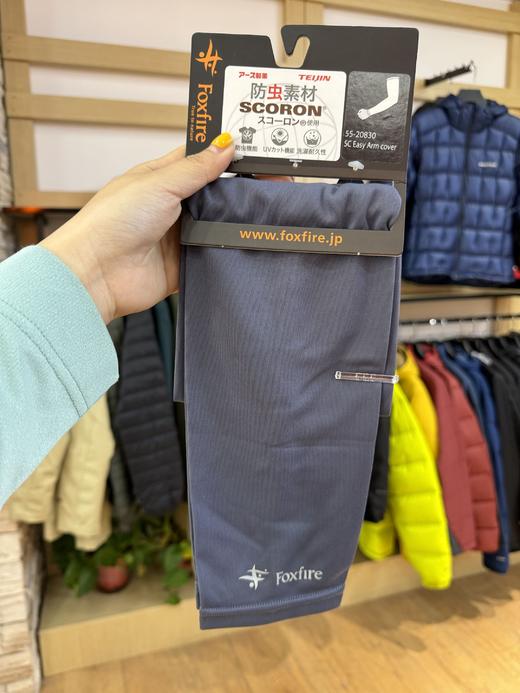 Foxfire
True to nature
アース製薬 TEIJIN
防虫素材
SCORON®
スコーロン®使用
防虫機能 UVカット機能 洗濯耐久性
55-20830
SC Easy Arm cover
www.foxfire.jp
Foxfire